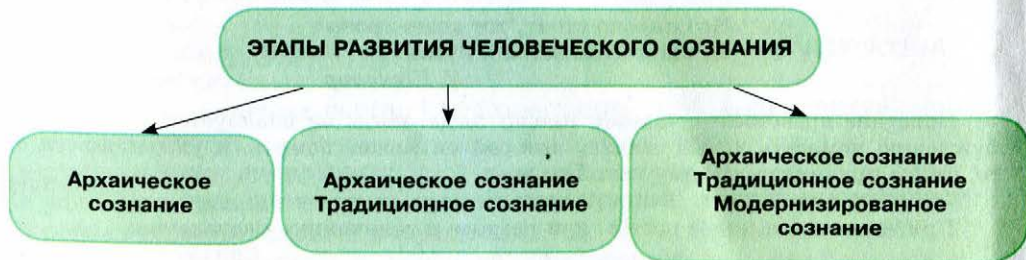 ЭТАПЫ РАЗВИТИЯ ЧЕЛОВЕЧЕСКОГО СОЗНАНИЯ
Архаическое
сознание
Архаическое сознание
Традиционное сознание
Архаическое сознание
Традиционное сознание
Модернизированное
сознание